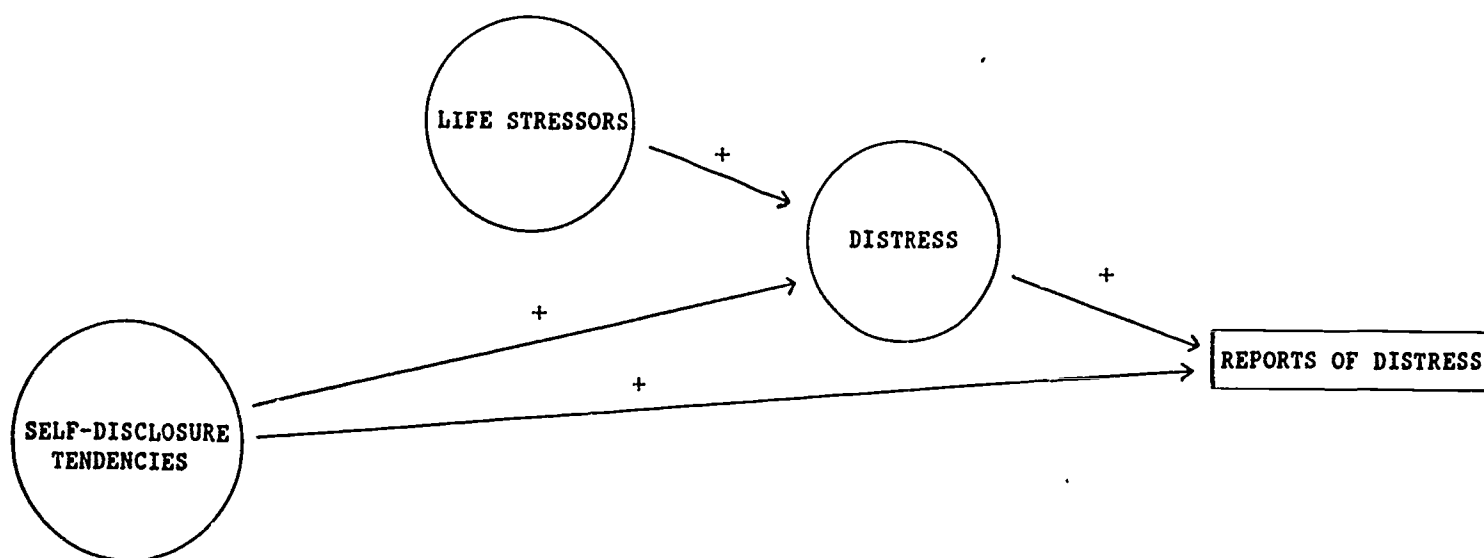 LIFE STRESSORS
+
DISTRESS
+
+
REPORTS OF DISTRESS
+
SELF-DISCLOSURE
TENDENCIES